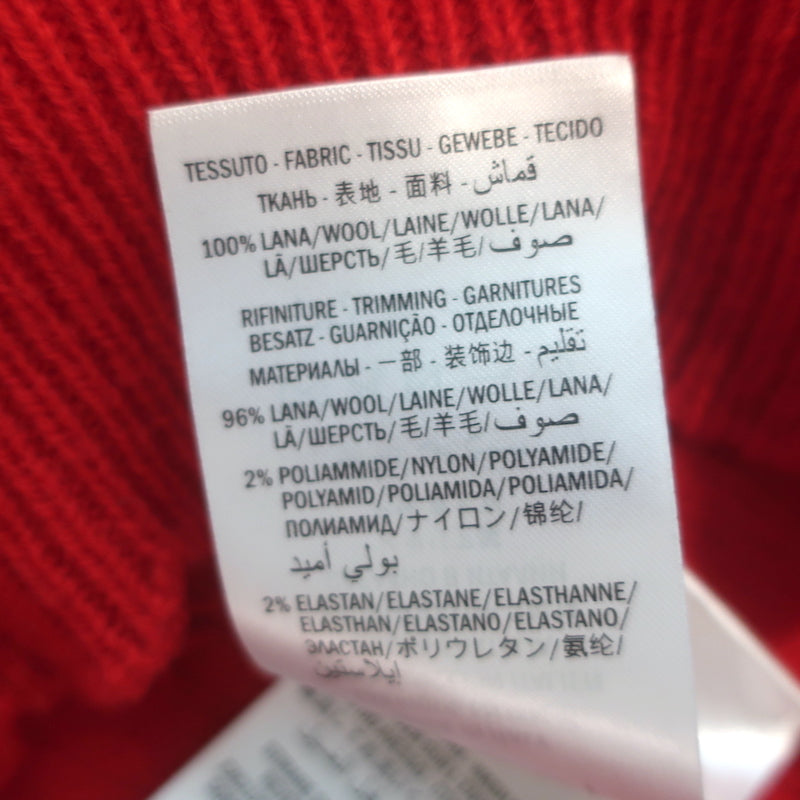 TESSUTO - FABRIC - TISSU - GEWEBE - TECIDO
ТКАНЬ - 表地 - 面料 - قماش
100% LANA/WOOL/LAINE/WOLLE/LANA/
LÃ/ШЕРСТЬ/毛/羊毛/صوف
RIFINITURE - TRIMMING - GARNITURES
BESATZ - GUARNIÇÃO - ОТДЕЛОЧНЫЕ
МАТЕРИАЛЫ - 一部 - 装饰边 - تقليم
96% LANA/WOOL/LAINE/WOLLE/LANA/
LÃ/ШЕРСТЬ/毛/羊毛/صوف
2% POLIAMMIDE/NYLON/POLYAMIDE/
POLYAMID/POLIAMIDA/POLIAMIDA/
ПОЛИАМИД/ナイロン/锦纶/
بولي أميد
2% ELASTAN/ELASTANE/ELASTHANNE/
ELASTHAN/ELASTANO/ELASTANO/
ЭЛАСТАН/ポリウレタン/氨纶/
إيلاستين